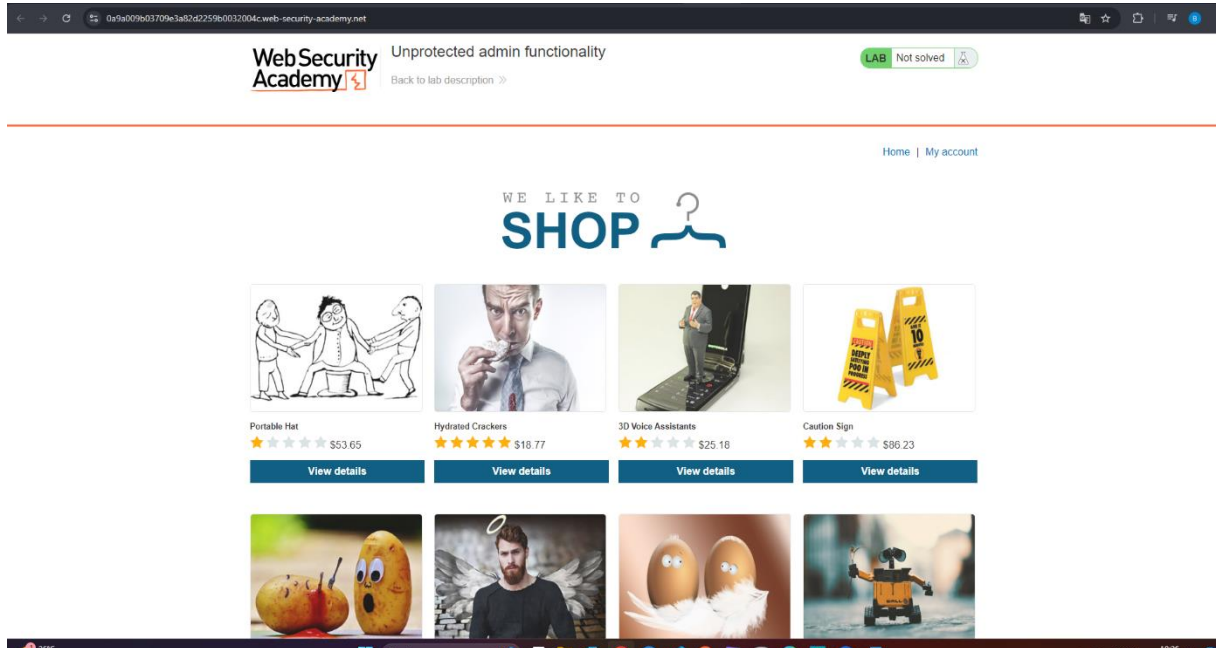 0a9a009b03709e3a82d2259b0032004c.web-security-academy.net
Web Security
Academy
Unprotected admin functionality
Back to lab description
LAB Not solved
Home | My account
WE LIKE TO
SHOP
Portable Hat
$53.65
View details
Hydrated Crackers
$18.77
View details
3D Voice Assistants
$25.18
View details
Caution Sign
$86.23
View details